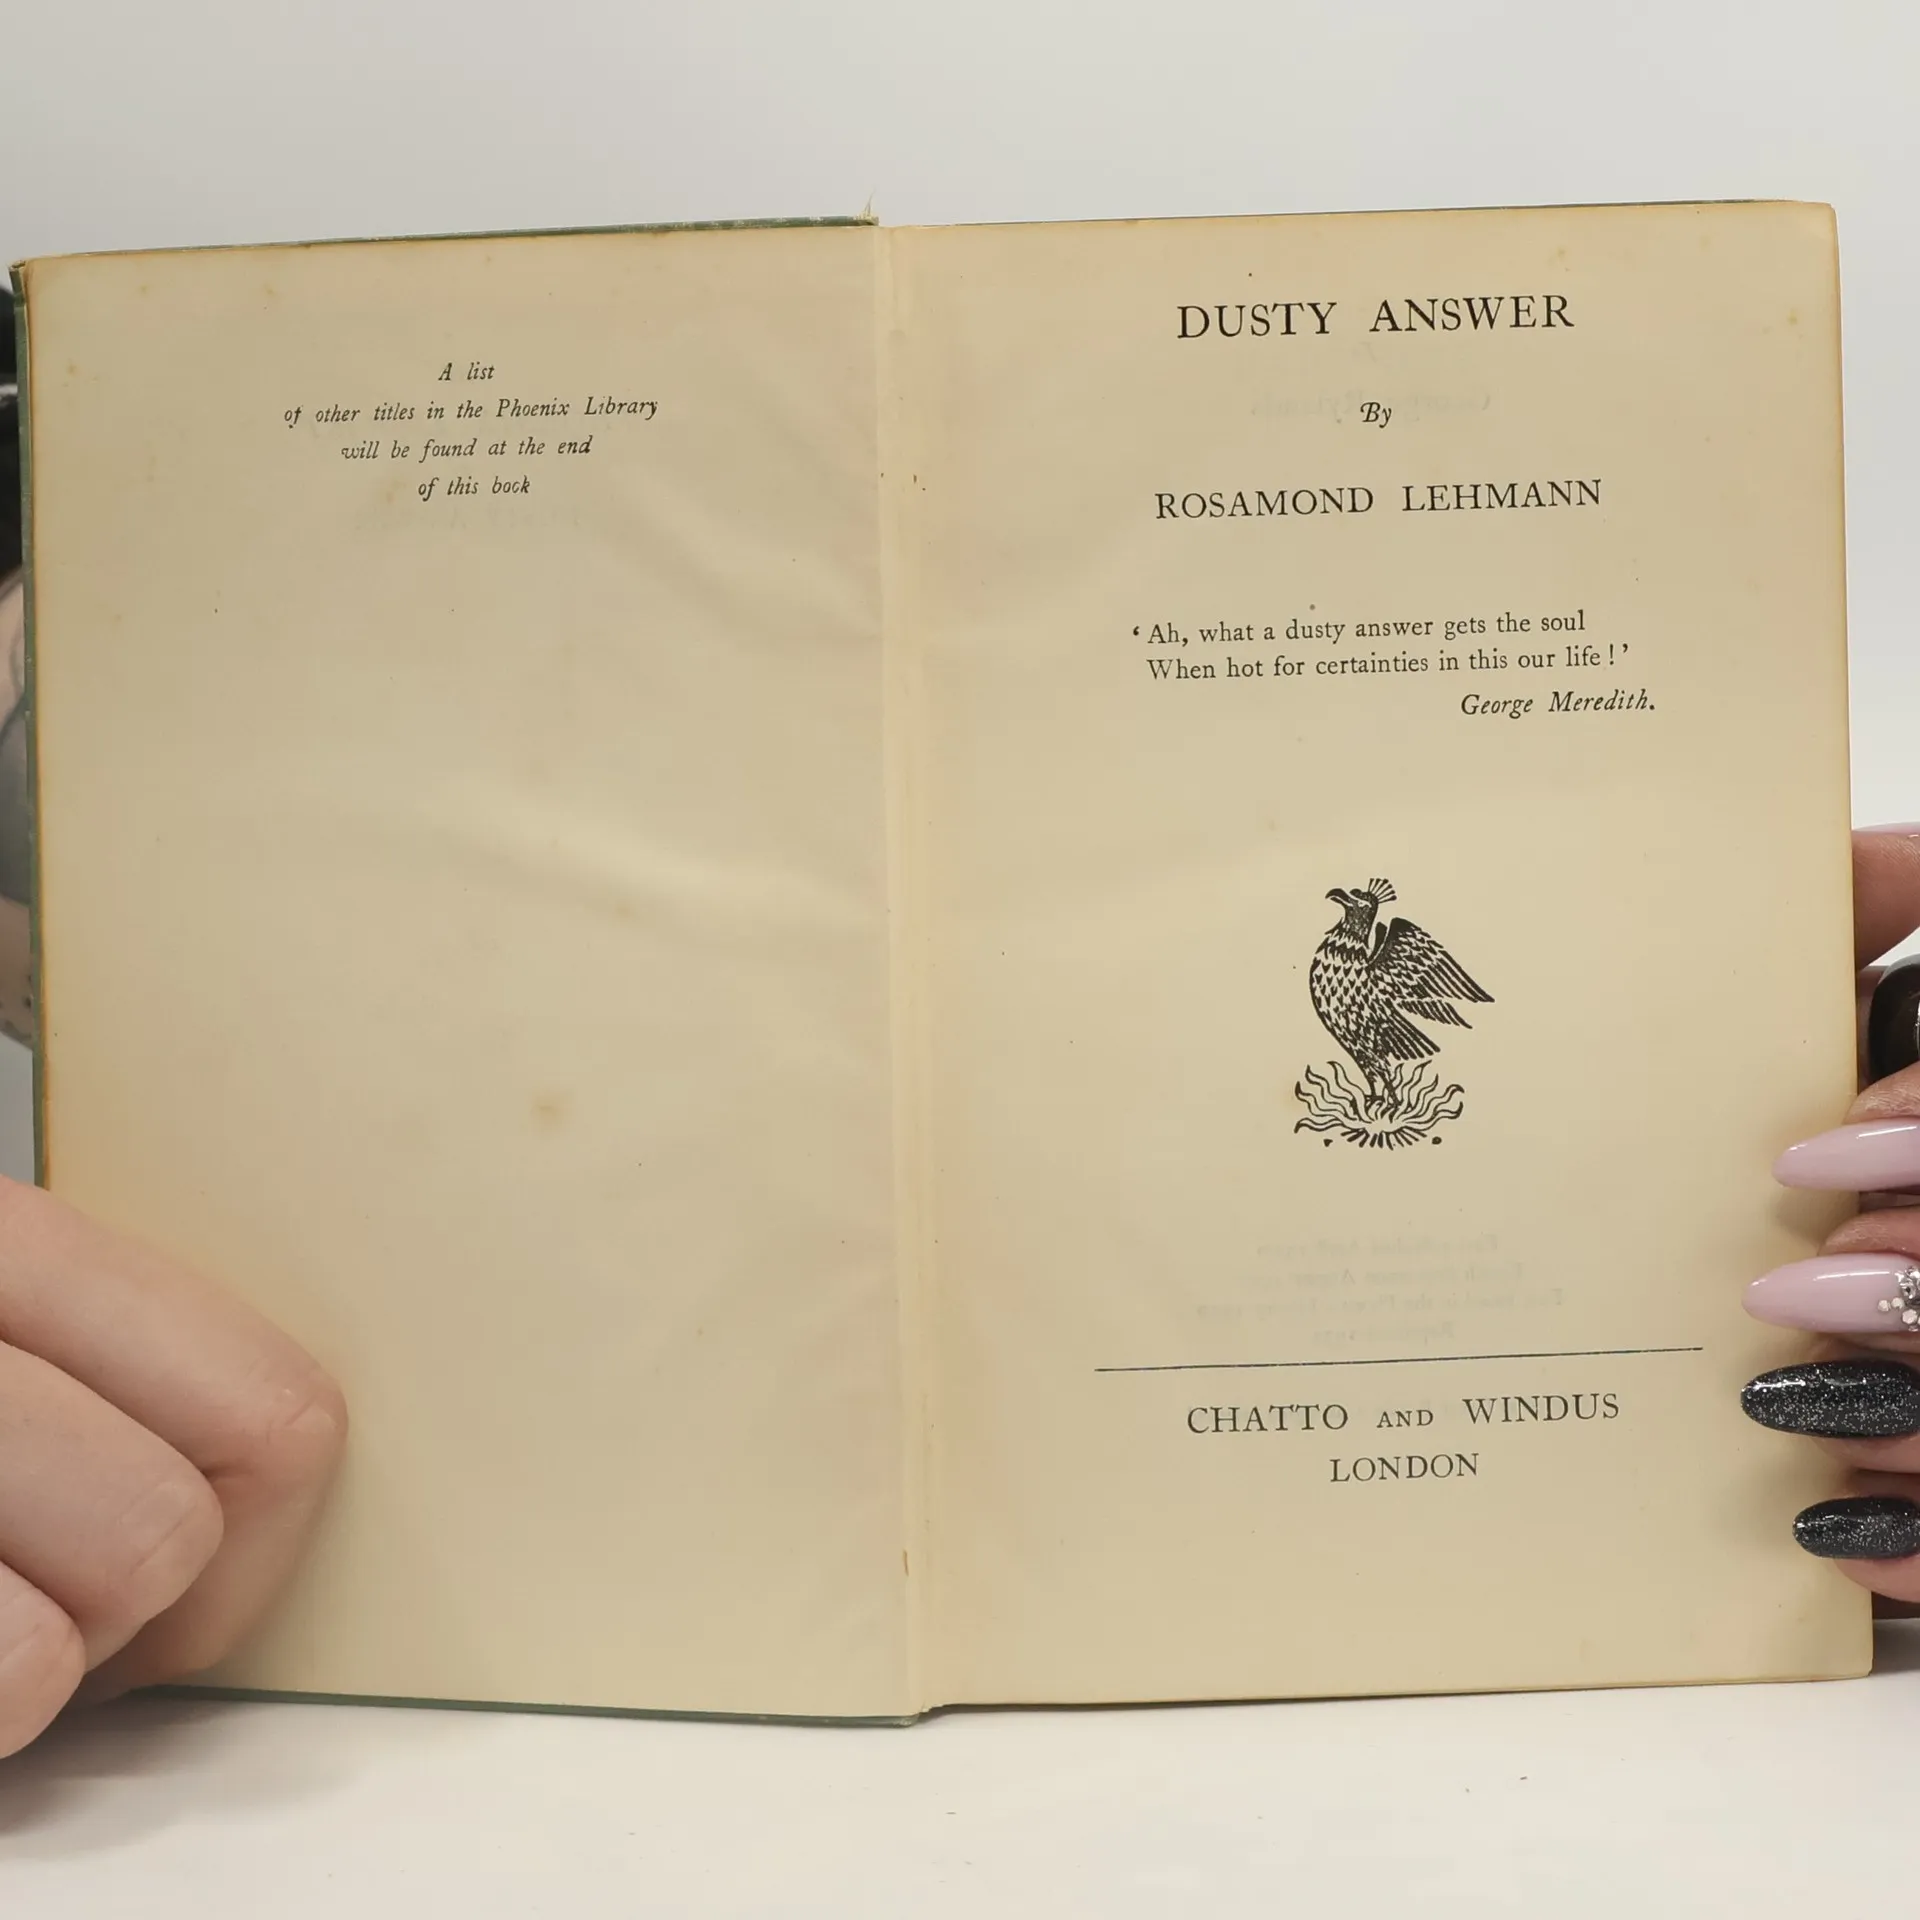 A list
of other titles in the Phoenix Library
will be found at the end
of this book
DUSTY ANSWER
By
ROSAMOND LEHMANN
‘Ah, what a dusty answer gets the soul
When hot for certainties in this our life!’
George Meredith.
CHATTO AND WINDUS
LONDON